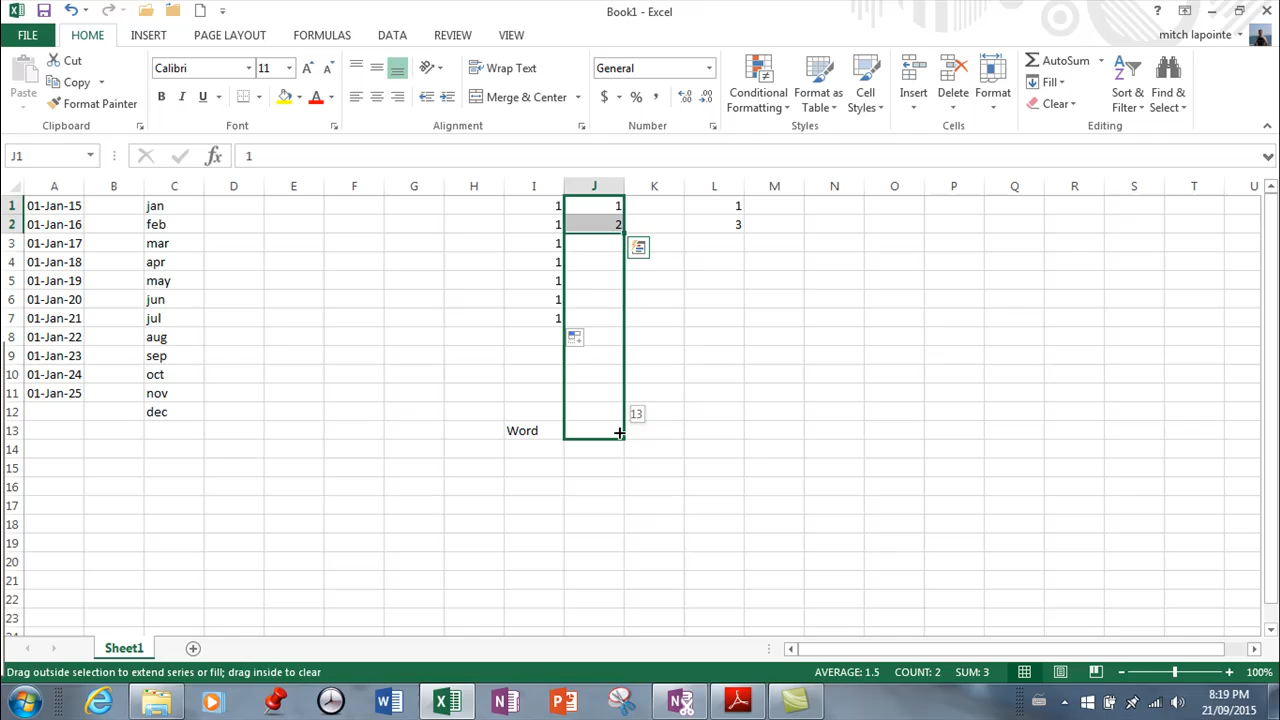 Book1 - Excel
FILE HOME INSERT PAGE LAYOUT FORMULAS DATA REVIEW VIEW mitch lapointe
Paste Cut Calibri 11 Wrap Text General Conditional Format as Cell Insert Delete Format AutoSum Sort & Find &
Copy B I U Merge & Center $ % , Formatting Table Styles Fill Filter Select
Format Painter Clear
Clipboard Font Alignment Number Styles Cells Editing
J1 fx 1
A B C D E F G H I J K L M N O P Q R S T U
1 01-Jan-15 jan 1 1 1
2 01-Jan-16 feb 1 2 3
3 01-Jan-17 mar 1
4 01-Jan-18 apr 1
5 01-Jan-19 may 1
6 01-Jan-20 jun 1
7 01-Jan-21 jul 1
8 01-Jan-22 aug
9 01-Jan-23 sep
10 01-Jan-24 oct
11 01-Jan-25 nov
12 dec 13
13 Word
14
15
16
17
18
19
20
21
22
23
Sheet1
Drag outside selection to extend series or fill; drag inside to clear AVERAGE: 1.5 COUNT: 2 SUM: 3 100%
8:19 PM
21/09/2015